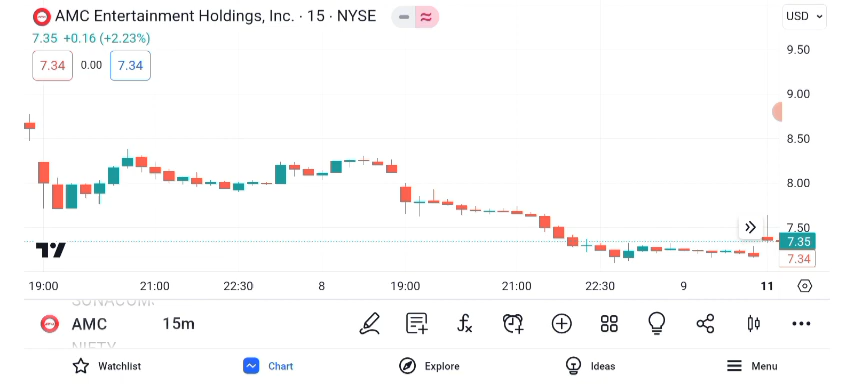 AMC Entertainment Holdings, Inc. · 15 · NYSE
USD
7.35 +0.16 (+2.23%)
7.34 0.00 7.34
9.50
9.00
8.50
8.00
7.50
7.35
7.34
19:00 21:00 22:30 8 19:00 21:00 22:30 9 11
AMC 15m
NIFTY
Watchlist Chart Explore Ideas Menu